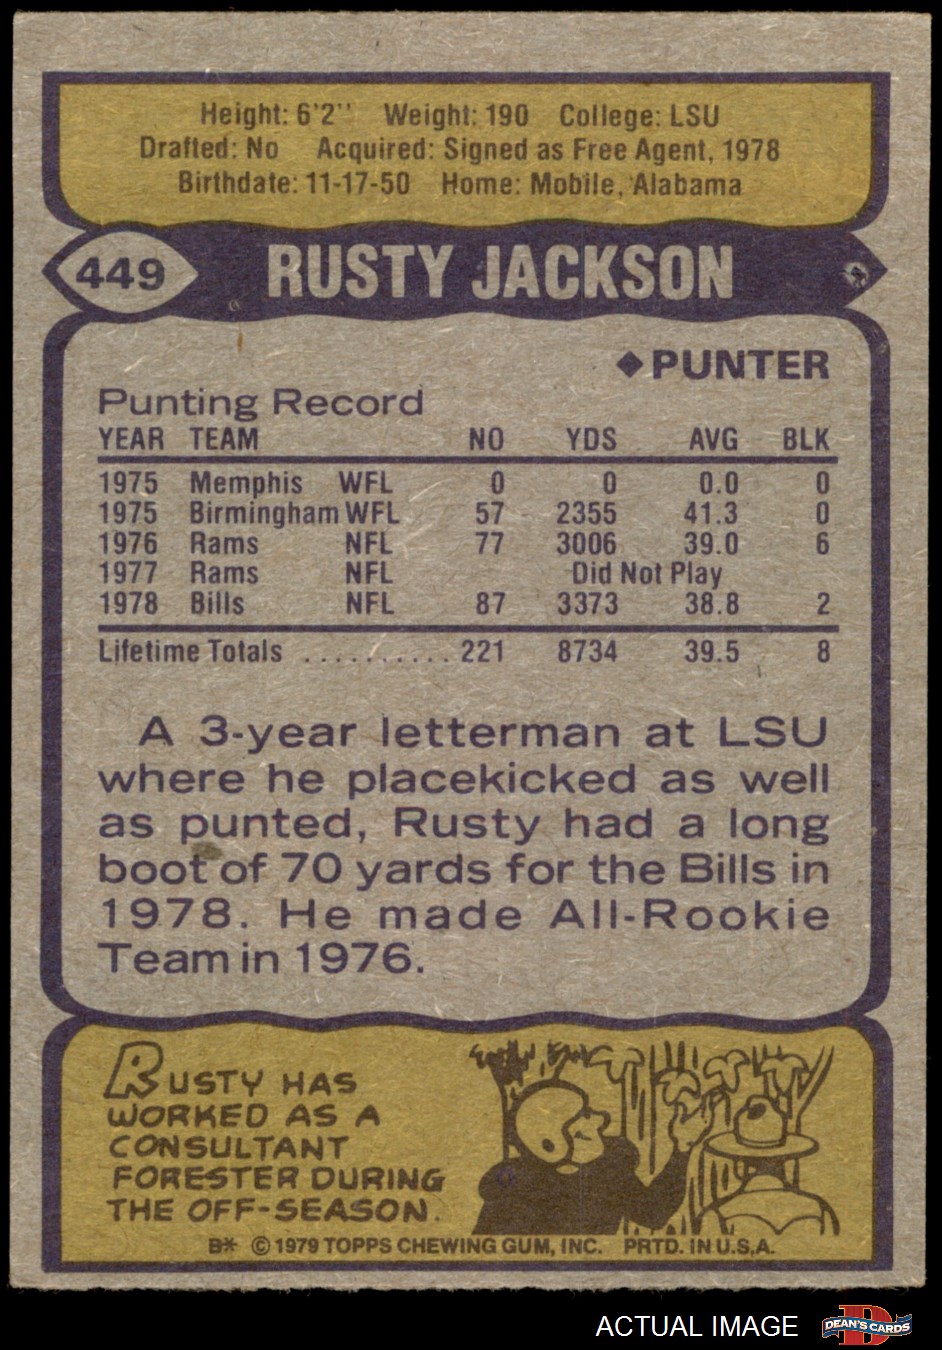 Height: 6'2" Weight: 190 College: LSU
Drafted: No Acquired: Signed as Free Agent, 1978
Birthdate: 11-17-50 Home: Mobile, Alabama
449 RUSTY JACKSON
◆PUNTER
Punting Record
YEAR TEAM NO YDS AVG BLK
1975 Memphis WFL 0 0 0.0 0
1975 Birmingham WFL 57 2355 41.3 0
1976 Rams NFL 77 3006 39.0 6
1977 Rams NFL Did Not Play
1978 Bills NFL 87 3373 38.8 2
Lifetime Totals .......... 221 8734 39.5 8
A 3-year letterman at LSU
where he placekicked as well
as punted, Rusty had a long
boot of 70 yards for the Bills in
1978. He made All-Rookie
Team in 1976.
RUSTY HAS
WORKED AS A
CONSULTANT
FORESTER DURING
THE OFF-SEASON.
B* © 1979 TOPPS CHEWING GUM, INC. PRTD. IN U.S.A.
ACTUAL IMAGE D DEAN'S CARDS